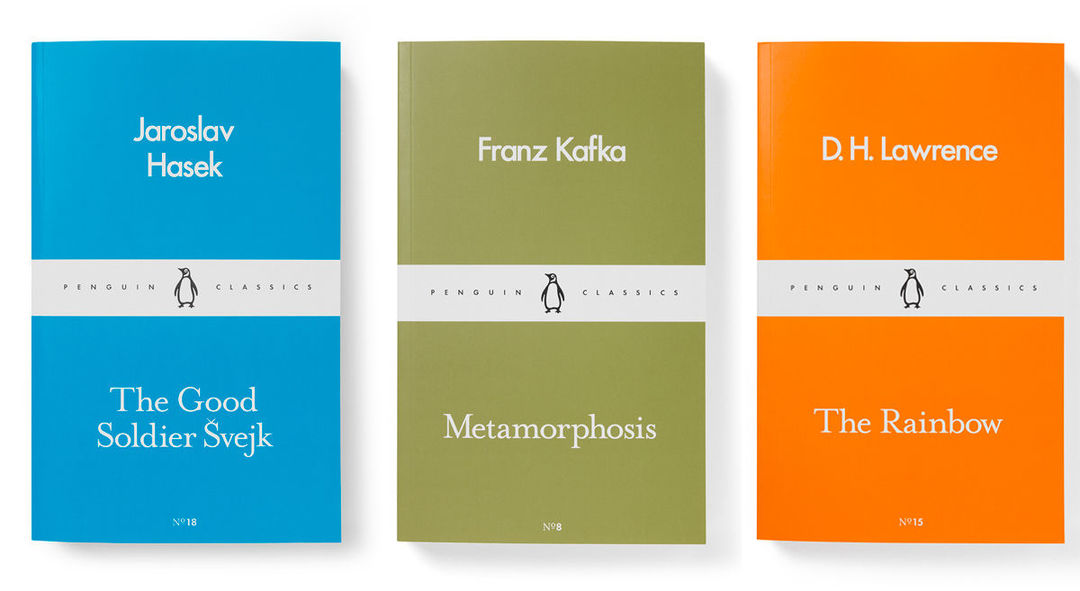 Jaroslav
Hasek
PENGUIN CLASSICS
The Good
Soldier Švejk
Nº18
Franz Kafka
PENGUIN CLASSICS
Metamorphosis
Nº8
D. H. Lawrence
PENGUIN CLASSICS
The Rainbow
Nº15